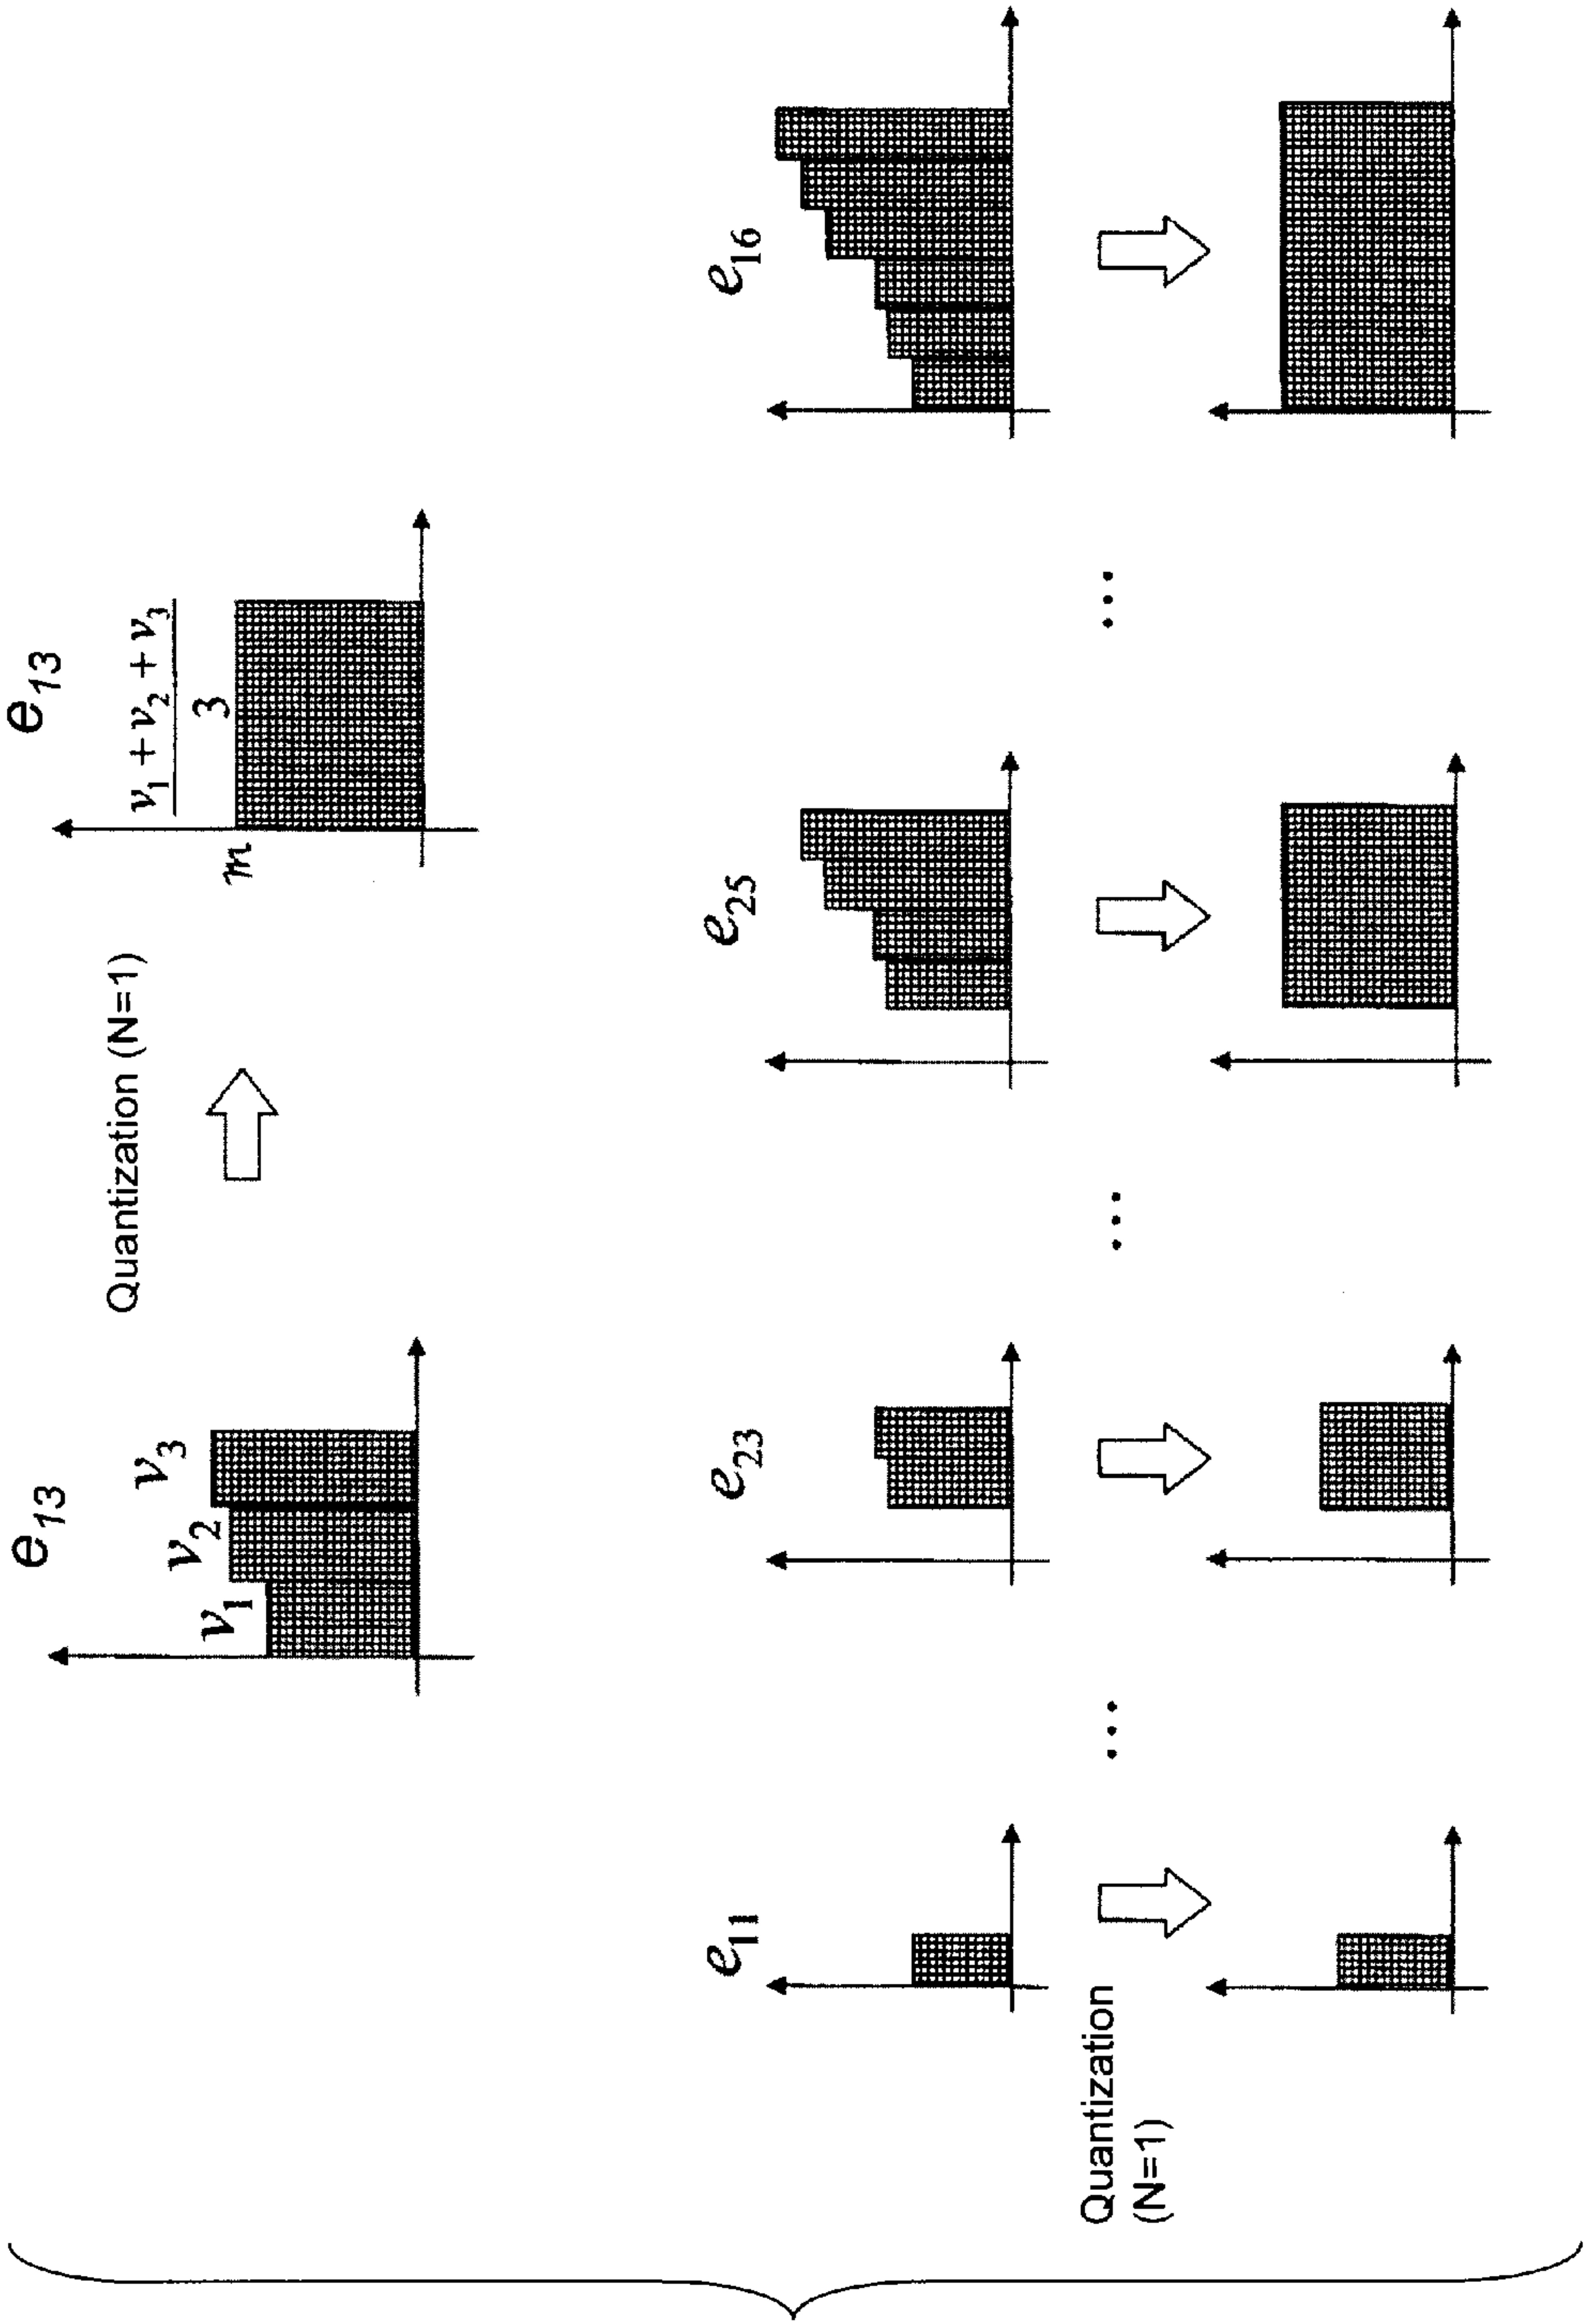 e13
v1
v2
v3
Quantization (N=1)
e13
v1 + v2 + v3
3
m
e11
e23
e25
e16
Quantization
(N=1)
...
...
...